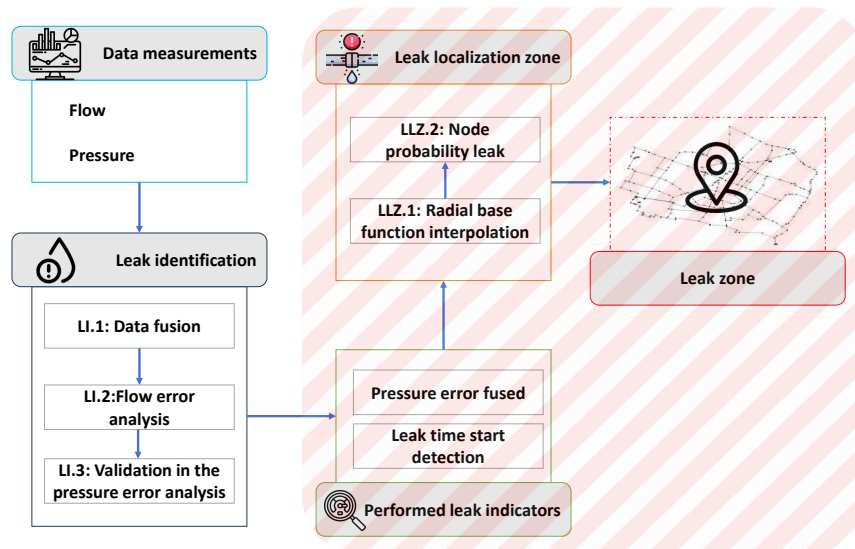 Data measurements
Flow
Pressure
Leak identification
LI.1: Data fusion
LI.2:Flow error
analysis
LI.3: Validation in the
pressure error analysis
Leak localization zone
LLZ.2: Node
probability leak
LLZ.1: Radial base
function interpolation
Pressure error fused
Leak time start
detection
Performed leak indicators
Leak zone